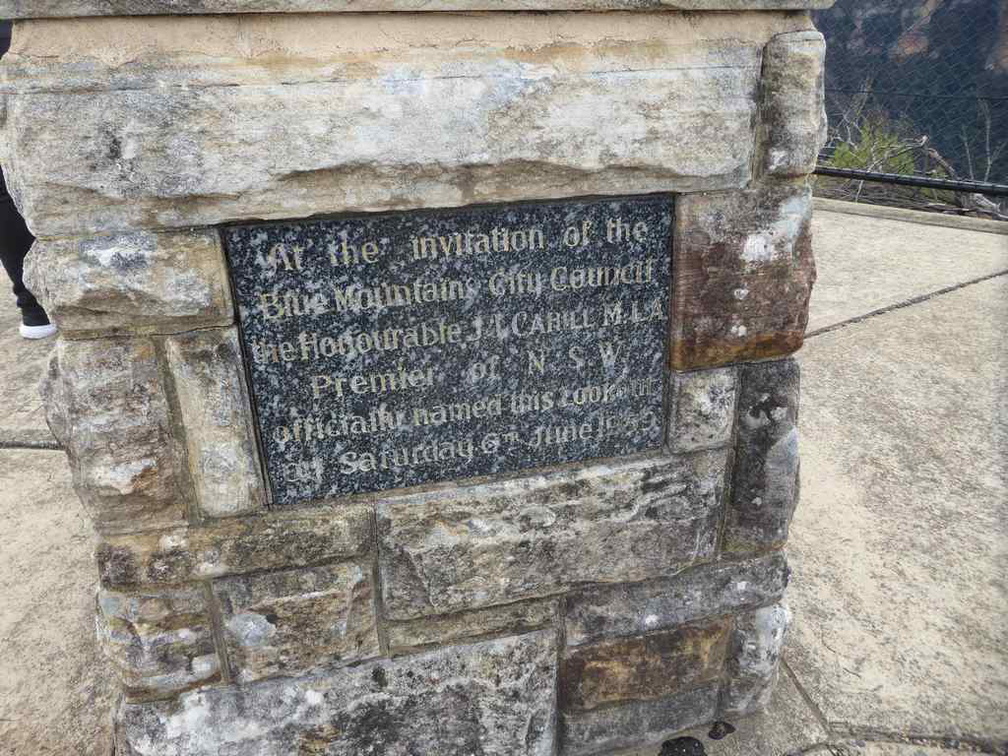 At the invitation of the
Blue Mountains City Council
the Honourable J.J. CAHILL M.L.A
Premier of N.S.W.
officially named this Lookout
on Saturday 6TH June 1959